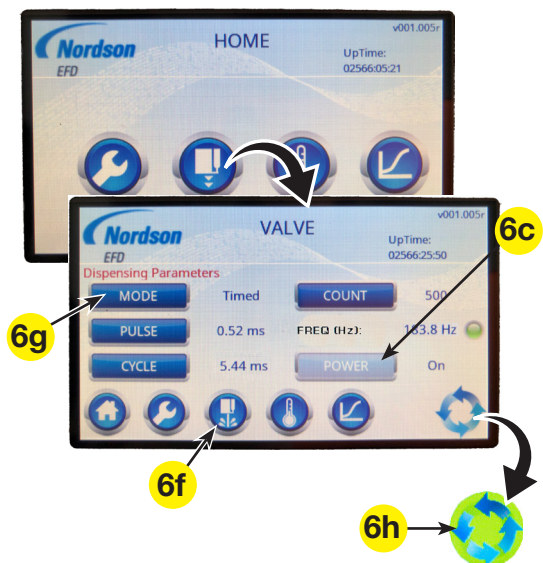 v001.005r
Nordson
EFD
HOME
UpTime:
02566:05:21
v001.005r
Nordson
EFD
VALVE
UpTime:
02566:25:50
6c
Dispensing Parameters
MODE Timed COUNT 500
6g
PULSE 0.52 ms FREQ (Hz): 183.8 Hz
CYCLE 5.44 ms POWER On
6f
6h